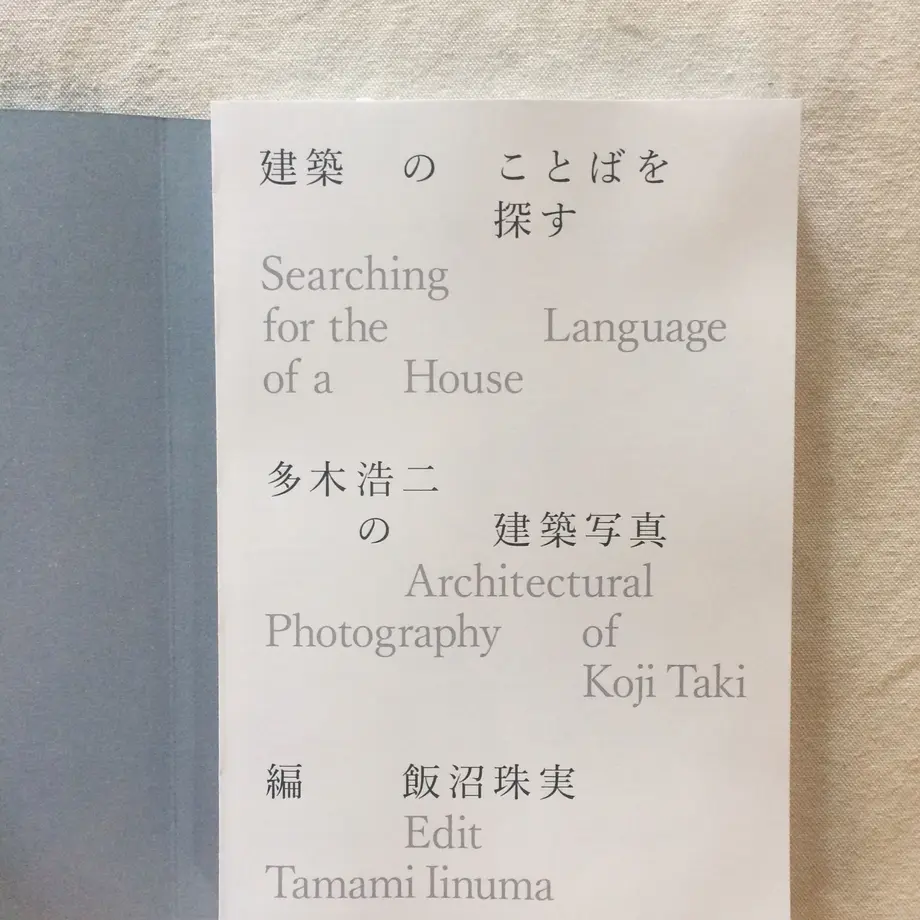 建築 の ことばを
探す
Searching
for the Language
of a House
多木浩二
の 建築写真
Architectural
Photography of
Koji Taki
編 飯沼珠実
Edit
Tamami Iinuma